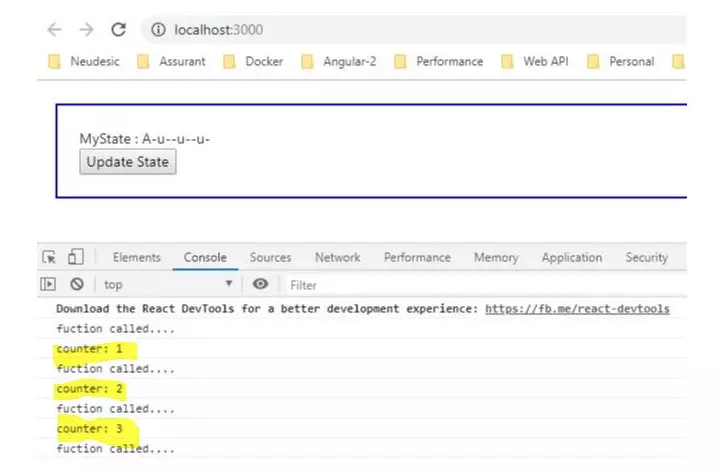 localhost:3000
Neudesic Assurant Docker Angular-2 Performance Web API Personal
MyState : A-u--u--u-
Update State
Elements Console Sources Network Performance Memory Application Security
top Filter
Download the React DevTools for a better development experience: https://fb.me/react-devtools
fuction called....
counter: 1
fuction called....
counter: 2
fuction called....
counter: 3
fuction called....